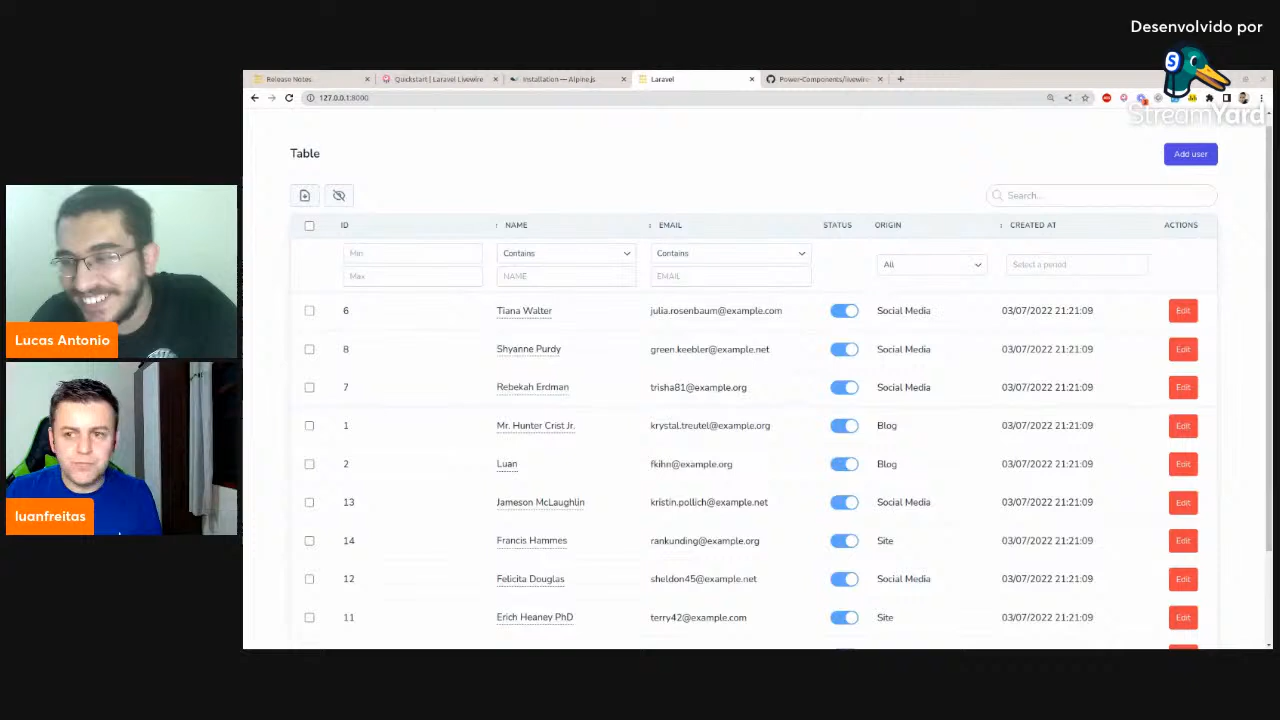 Desenvolvido por
S
StreamYard
Release Notes
Quickstart | Laravel Livewire
Installation — Alpine.js
Laravel
Power-Components/livewire-
127.0.0.1:8000
Table
Add user
Search...
ID NAME EMAIL STATUS ORIGIN CREATED AT ACTIONS
Min Contains Contains All Select a period
Max NAME EMAIL
6 Tiana Walter julia.rosenbaum@example.com Social Media 03/07/2022 21:21:09 Edit
8 Shyanne Purdy green.keebler@example.net Social Media 03/07/2022 21:21:09 Edit
7 Rebekah Erdman trisha81@example.org Social Media 03/07/2022 21:21:09 Edit
1 Mr. Hunter Crist Jr. krystal.treutel@example.org Blog 03/07/2022 21:21:09 Edit
2 Luan fkihn@example.org Blog 03/07/2022 21:21:09 Edit
13 Jameson McLaughlin kristin.pollich@example.net Social Media 03/07/2022 21:21:09 Edit
14 Francis Hammes rankunding@example.org Site 03/07/2022 21:21:09 Edit
12 Felicita Douglas sheldon45@example.net Social Media 03/07/2022 21:21:09 Edit
11 Erich Heaney PhD terry42@example.com Site 03/07/2022 21:21:09 Edit
Lucas Antonio
luanfreitas